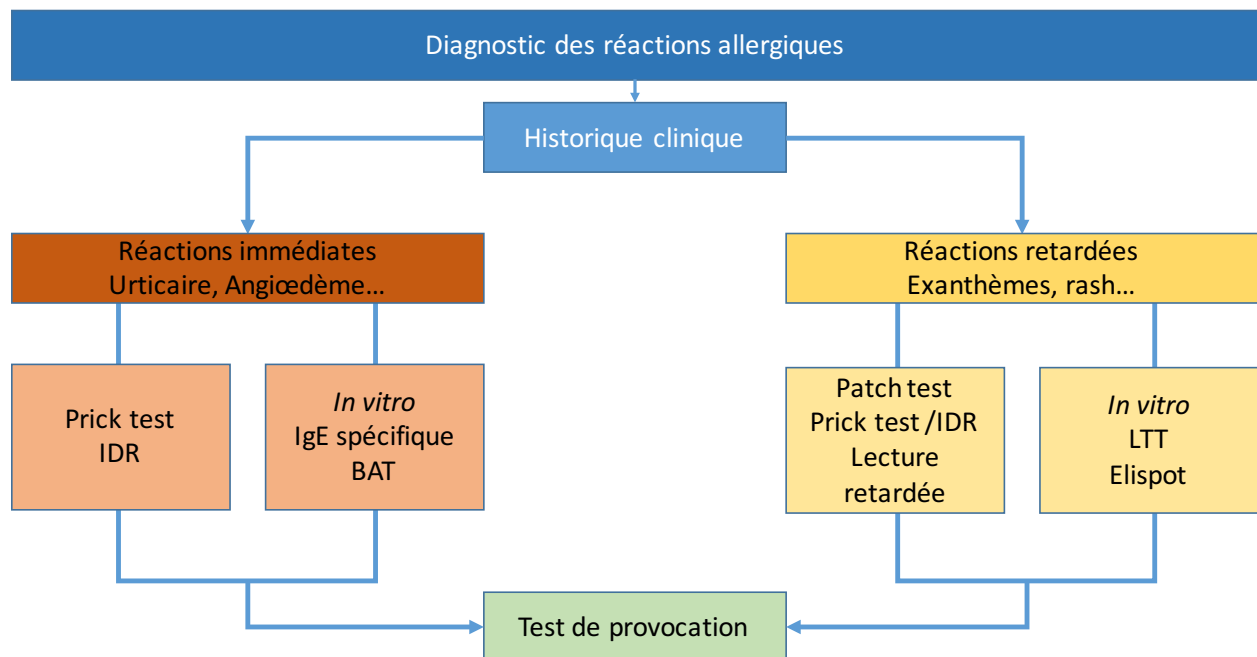 Diagnostic des réactions allergiques
Historique clinique
Réactions immédiates
Urticaire, Angiœdème…
Réactions retardées
Exanthèmes, rash…
Prick test
IDR
In vitro
IgE spécifique
BAT
Patch test
Prick test /IDR
Lecture
retardée
In vitro
LTT
Elispot
Test de provocation